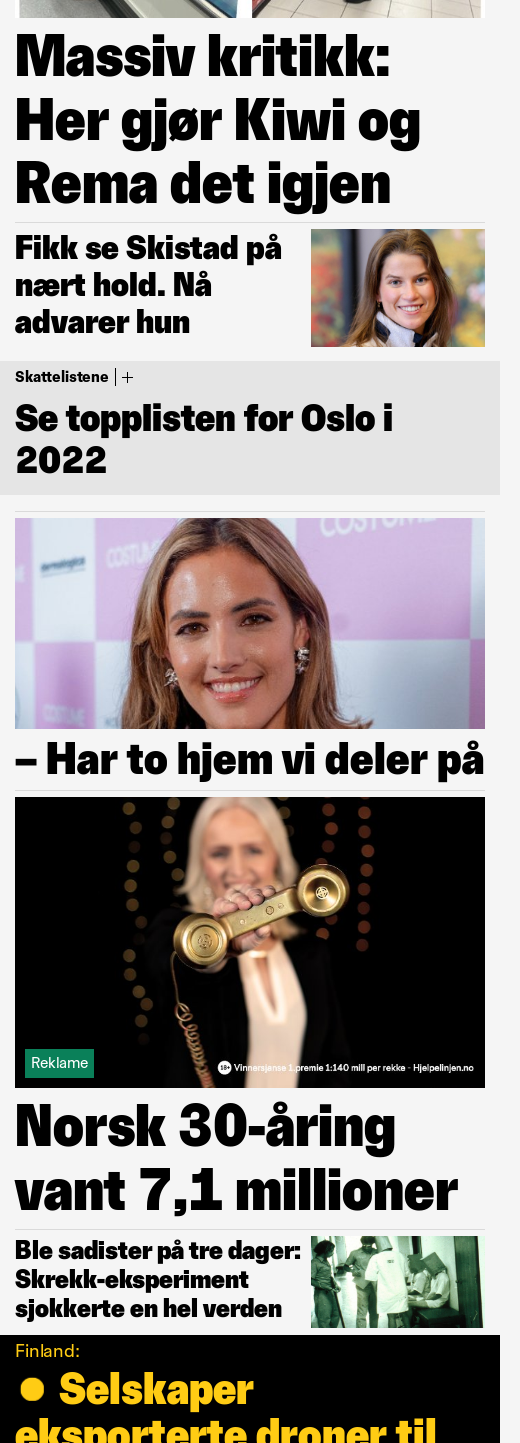 Massiv kritikk:
Her gjør Kiwi og
Rema det igjen
Fikk se Skistad på
nært hold. Nå
advarer hun
Skattelistene | +
Se topplisten for Oslo i
2022
COSTUME
dermalogica
COSTUME
COSTUME
– Har to hjem vi deler på
Reklame
18+ Vinnersjanse 1.premie 1:140 mill per rekke - Hjelpelinjen.no
Norsk 30-åring
vant 7,1 millioner
Ble sadister på tre dager:
Skrekk-eksperiment
sjokkerte en hel verden
Finland:
● Selskaper
eksporterte droner til